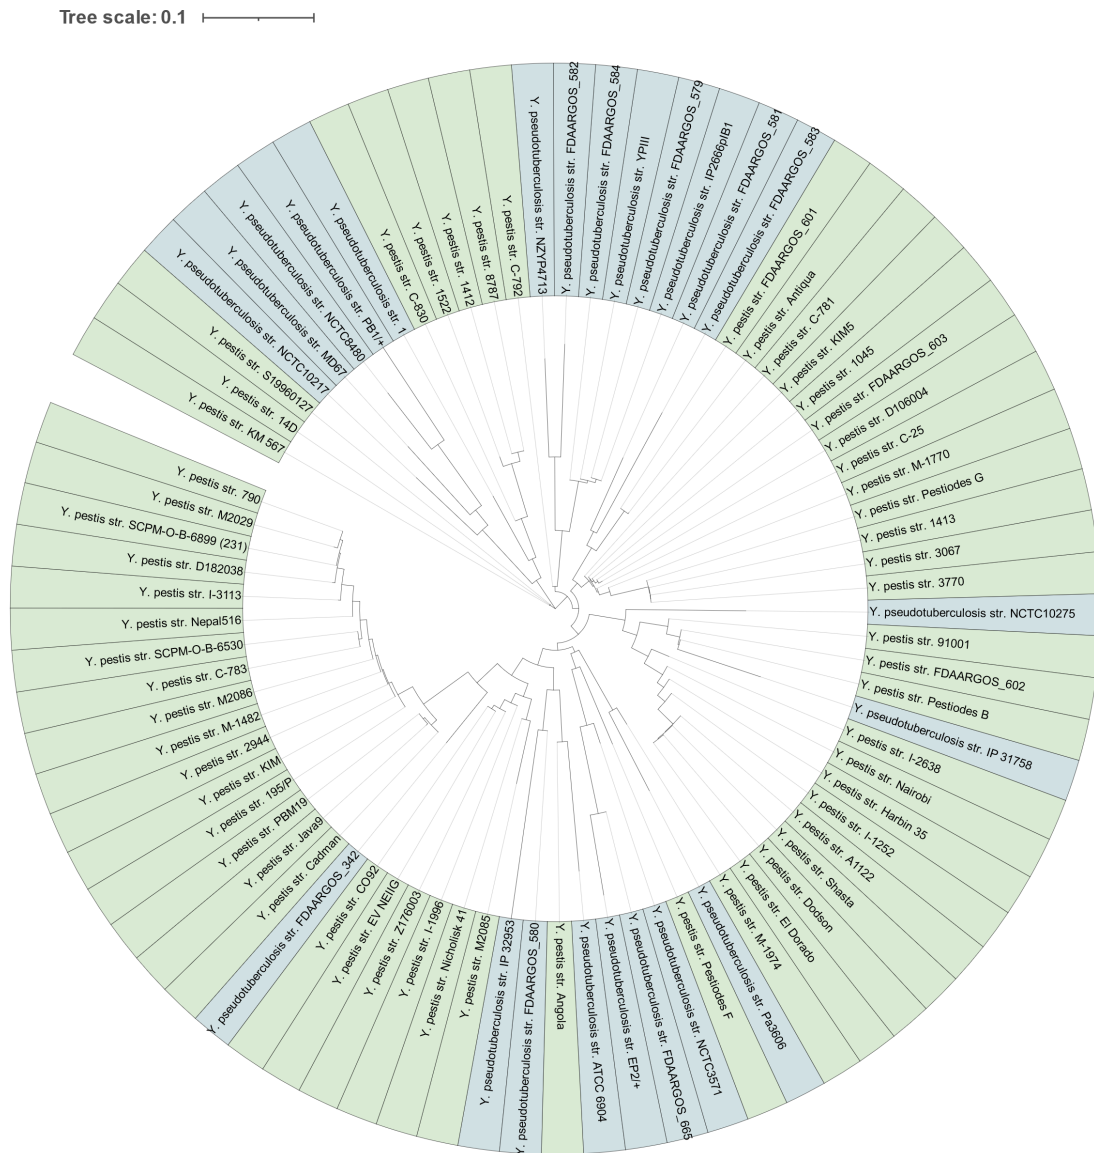 Tree scale: 0.1
Y. pestis str. KM 567
Y. pestis str. 14D
Y. pestis str. S19960127
Y. pseudotuberculosis str. NCTC10217
Y. pseudotuberculosis str. MD67
Y. pseudotuberculosis str. NCTC8480
Y. pseudotuberculosis str. PB1/+
Y. pseudotuberculosis str. 1
Y. pestis str. C-830
Y. pestis str. 1522
Y. pestis str. 1412
Y. pestis str. 8787
Y. pestis str. C-792
Y. pseudotuberculosis str. NZYP4713
Y. pseudotuberculosis str. FDAARGOS_582
Y. pseudotuberculosis str. FDAARGOS_584
Y. pseudotuberculosis str. YPIII
Y. pseudotuberculosis str. FDAARGOS_579
Y. pseudotuberculosis str. IP2666pIB1
Y. pseudotuberculosis str. FDAARGOS_581
Y. pseudotuberculosis str. FDAARGOS_583
Y. pestis str. FDAARGOS_601
Y. pestis str. Antiqua
Y. pestis str. C-781
Y. pestis str. KIM5
Y. pestis str. 1045
Y. pestis str. FDAARGOS_603
Y. pestis str. D106004
Y. pestis str. C-25
Y. pestis str. M-1770
Y. pestis str. Pestiodes G
Y. pestis str. 1413
Y. pestis str. 3067
Y. pestis str. 3770
Y. pseudotuberculosis str. NCTC10275
Y. pestis str. 91001
Y. pestis str. FDAARGOS_602
Y. pestis str. Pestiodes B
Y. pseudotuberculosis str. IP 31758
Y. pestis str. I-2638
Y. pestis str. Nairobi
Y. pestis str. Harbin 35
Y. pestis str. I-1252
Y. pestis str. A1122
Y. pestis str. Shasta
Y. pestis str. Dodson
Y. pestis str. El Dorado
Y. pestis str. M-1974
Y. pseudotuberculosis str. Pa3606
Y. pestis str. Pestiodes F
Y. pseudotuberculosis str. NCTC3571
Y. pseudotuberculosis str. FDAARGOS_665
Y. pseudotuberculosis str. EP2/+
Y. pseudotuberculosis str. ATCC 6904
Y. pestis str. Angola
Y. pseudotuberculosis str. FDAARGOS_580
Y. pseudotuberculosis str. IP 32953
Y. pestis str. M2085
Y. pestis str. Nicholisk 41
Y. pestis str. I-1996
Y. pestis str. Z176003
Y. pestis str. EV NEIIG
Y. pestis str. CO92
Y. pseudotuberculosis str. FDAARGOS_342
Y. pestis str. Cadman
Y. pestis str. Java9
Y. pestis str. PBM19
Y. pestis str. 195/P
Y. pestis str. KIM
Y. pestis str. 2944
Y. pestis str. M-1482
Y. pestis str. M2086
Y. pestis str. C-783
Y. pestis str. SCPM-O-B-6530
Y. pestis str. Nepal516
Y. pestis str. I-3113
Y. pestis str. D182038
Y. pestis str. SCPM-O-B-6899 (231)
Y. pestis str. M2029
Y. pestis str. 790